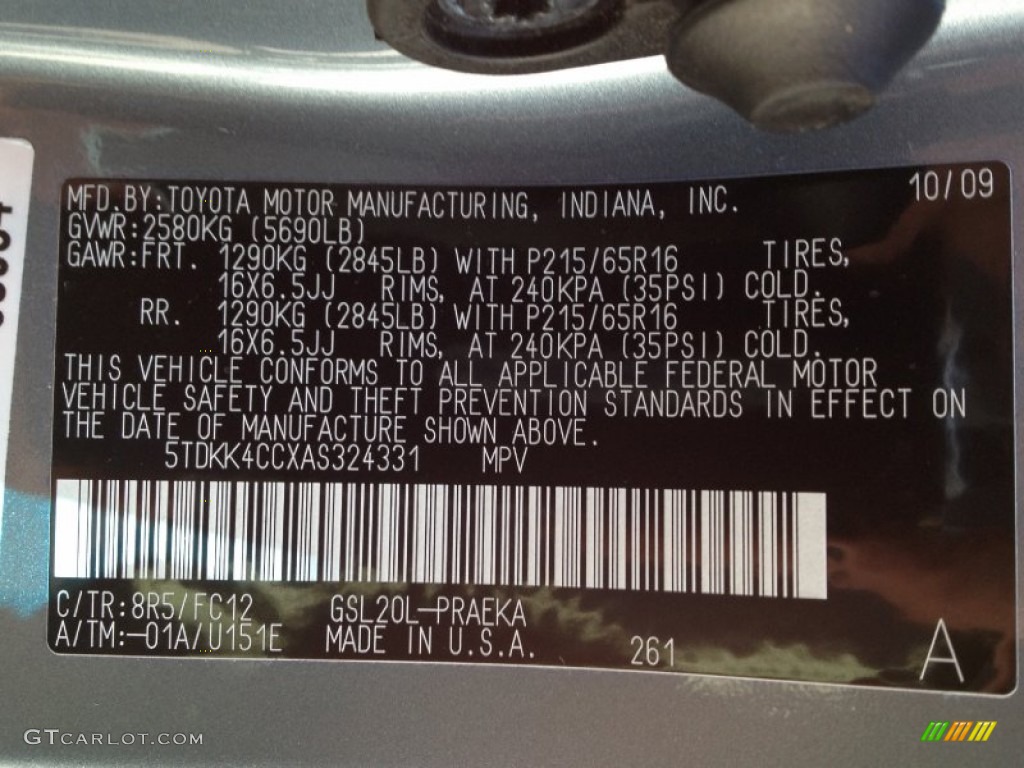 MFD.BY:TOYOTA MOTOR MANUFACTURING, INDIANA, INC. 10/09
GVWR:2580KG (5690LB)
GAWR:FRT. 1290KG (2845LB) WITH P215/65R16 TIRES,
16X6.5JJ RIMS, AT 240KPA (35PSI) COLD.
RR. 1290KG (2845LB) WITH P215/65R16 TIRES,
16X6.5JJ RIMS, AT 240KPA (35PSI) COLD.
THIS VEHICLE CONFORMS TO ALL APPLICABLE FEDERAL MOTOR
VEHICLE SAFETY AND THEFT PREVENTION STANDARDS IN EFFECT ON
THE DATE OF MANUFACTURE SHOWN ABOVE.
5TDKK4CCXAS324331 MPV
C/TR:8R5/FC12 GSL20L-PRAEKA
A/TM:-01A/U151E MADE IN U.S.A. 261 A
GTCARLOT.COM